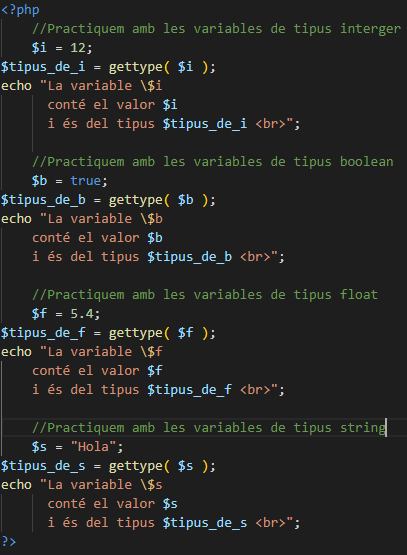 <?php
//Practiquem amb les variables de tipus interger
$i = 12;
$tipus_de_i = gettype( $i );
echo "La variable \$i
conté el valor $i
i és del tipus $tipus_de_i <br>";
//Practiquem amb les variables de tipus boolean
$b = true;
$tipus_de_b = gettype( $b );
echo "La variable \$b
conté el valor $b
i és del tipus $tipus_de_b <br>";
//Practiquem amb les variables de tipus float
$f = 5.4;
$tipus_de_f = gettype( $f );
echo "La variable \$f
conté el valor $f
i és del tipus $tipus_de_f <br>";
//Practiquem amb les variables de tipus string
$s = "Hola";
$tipus_de_s = gettype( $s );
echo "La variable \$s
conté el valor $s
i és del tipus $tipus_de_s <br>";
?>